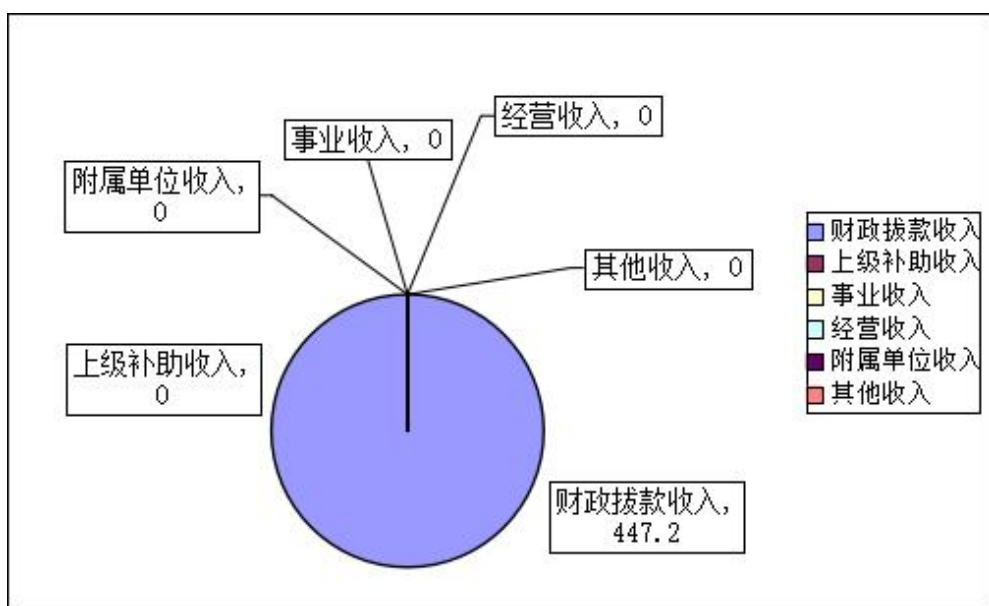 经营收入，0
事业收入，0
附属单位收入，
0
其他收入，0
上级补助收入，
0
财政拔款收入，
447.2
财政拔款收入
上级补助收入
事业收入
经营收入
附属单位收入
其他收入